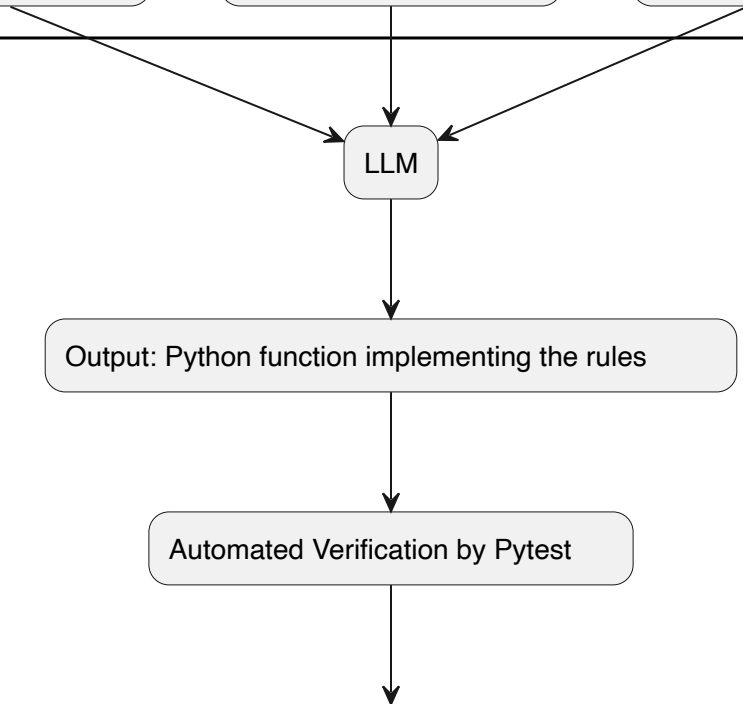 LLM
Output: Python function implementing the rules
Automated Verification by Pytest